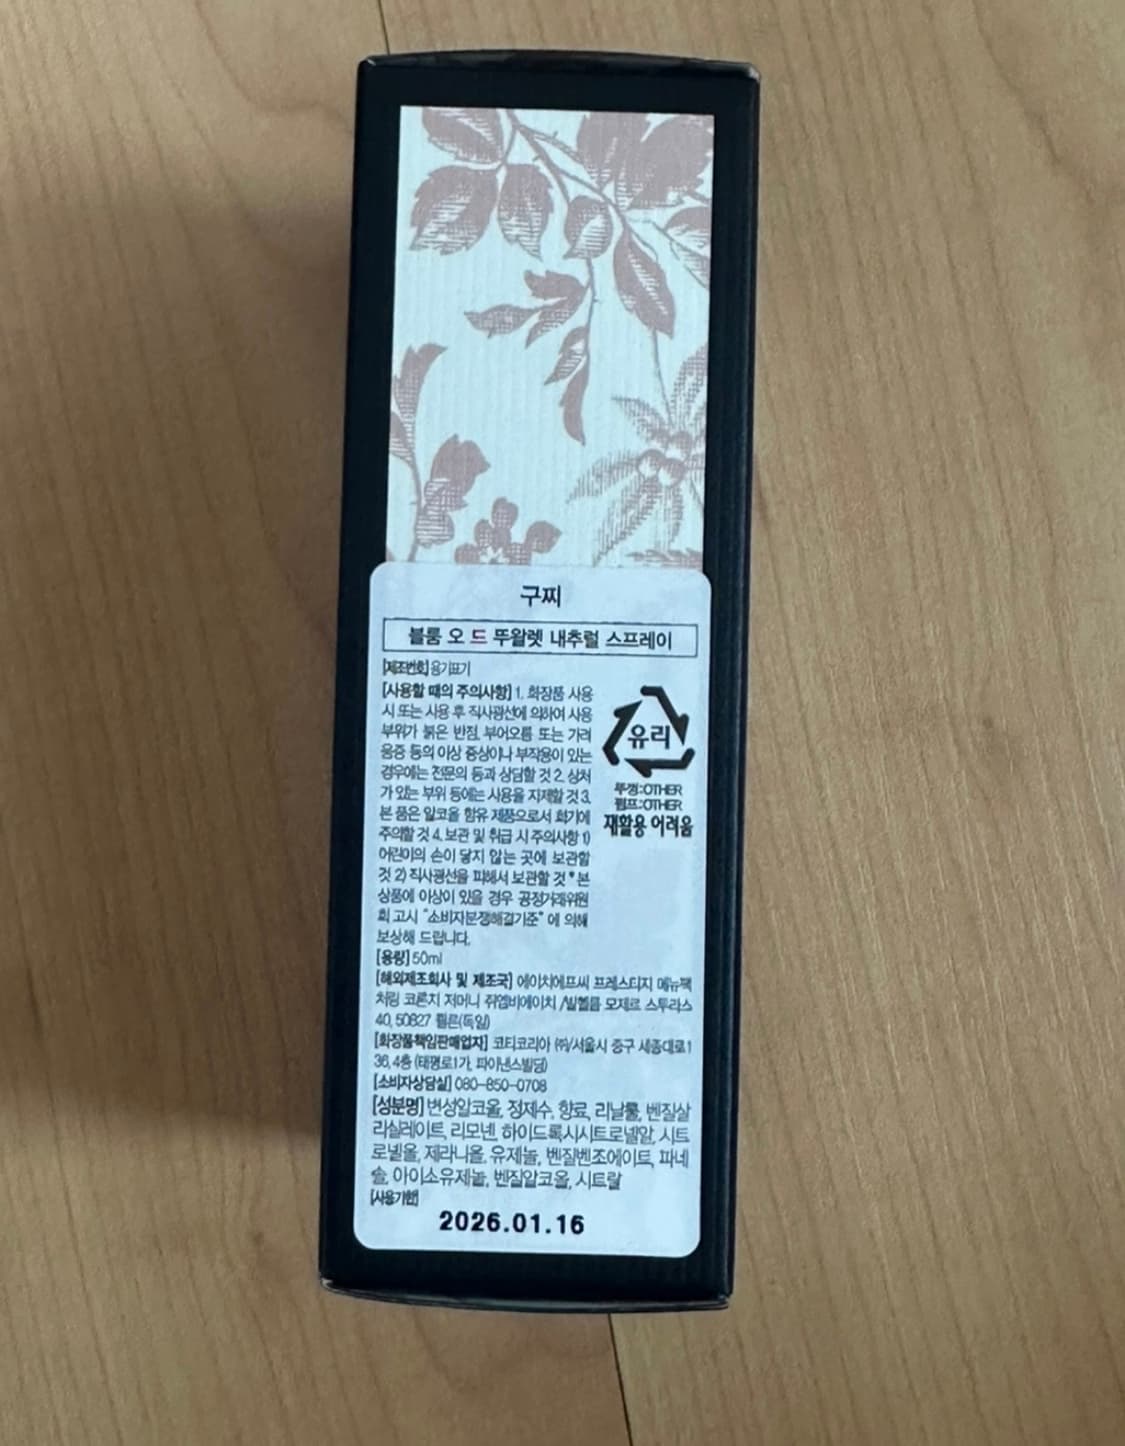 구찌
블룸 오 드 뚜왈렛 내추럴 스프레이
[제조번호] 용기표기
[사용할 때의 주의사항] 1. 화장품 사용
시 또는 사용 후 직사광선에 의하여 사용
부위가 붉은 반점, 부어오름 또는 가려
움증 등의 이상 증상이나 부작용이 있는
경우에는 전문의 등과 상담할 것 2. 상처
가 있는 부위 등에는 사용을 자제할 것 3.
본 품은 알코올 함유 제품으로서 화기에
주의할 것 4. 보관 및 취급 시 주의사항 1)
어린이의 손이 닿지 않는 곳에 보관할
것 2) 직사광선을 피해서 보관할 것 * 본
상품에 이상이 있을 경우 공정거래위원
회 고시 "소비자분쟁해결기준" 에 의해
보상해 드립니다.
유리
뚜껑:OTHER
펌프:OTHER
재활용 어려움
[용량] 50ml
[해외제조회사 및 제조국] 에이치에프씨 프레스티지 메뉴팩
처링 코론지 저머니 쥐엠비에이치 /빌헬름 모제르 스투라스
40, 50827 쾰른(독일)
[화장품책임판매업자] 코티코리아 ㈜/서울시 중구 세종대로1
36, 4층 (태평로1가, 파이낸스빌딩)
[소비자상담실] 080-850-0708
[성분명] 변성알코올, 정제수, 향료, 리날룰, 벤질살
리실레이트, 리모넨, 하이드록시시트로넬알, 시트
로넬올, 제라니올, 유제놀, 벤질벤조에이트, 파네
솔, 아이소유제놀, 벤질알코올, 시트랄
[사용기한]
2026.01.16